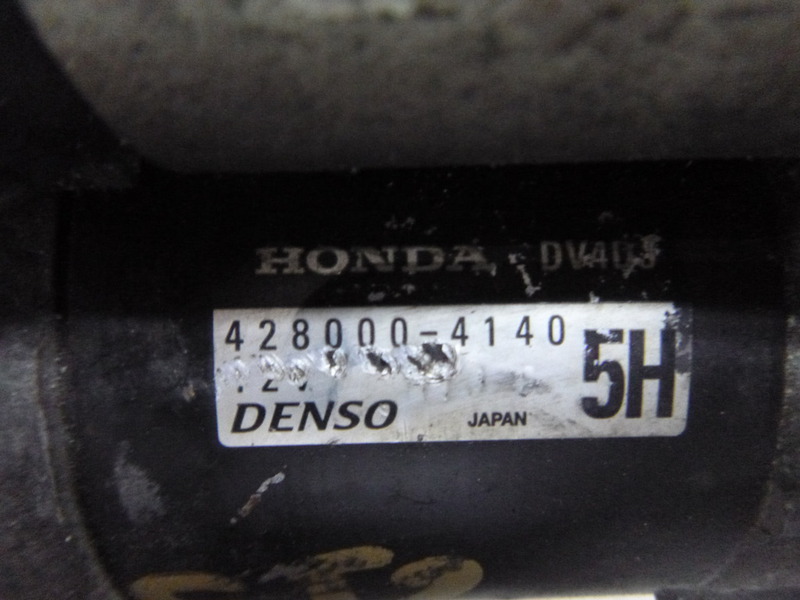 HONDA
428000-4140
5H
12V
DENSO
JAPAN